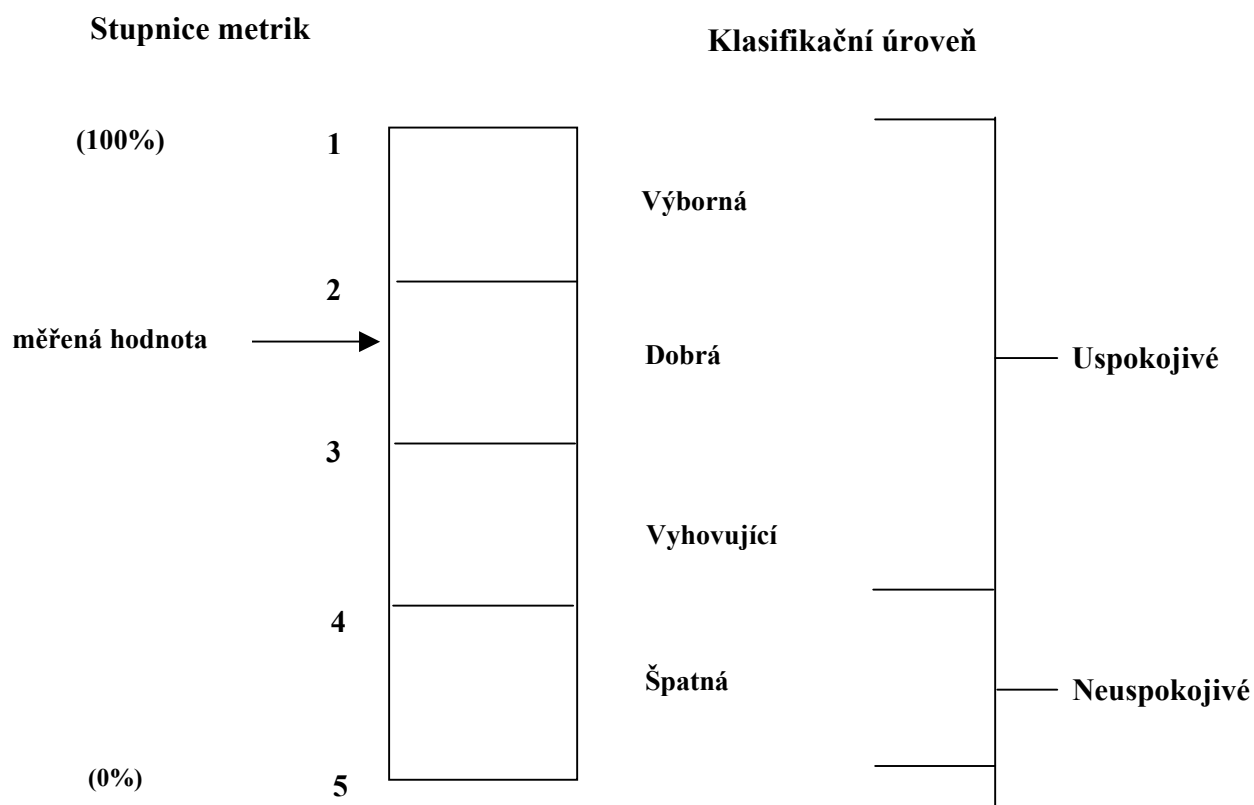 Stupnice metrik
Klasifikační úroveň
(100%)
1
Výborná
2
měřená hodnota
Dobrá
Uspokojivé
3
Vyhovující
4
Špatná
Neuspokojivé
(0%)
5